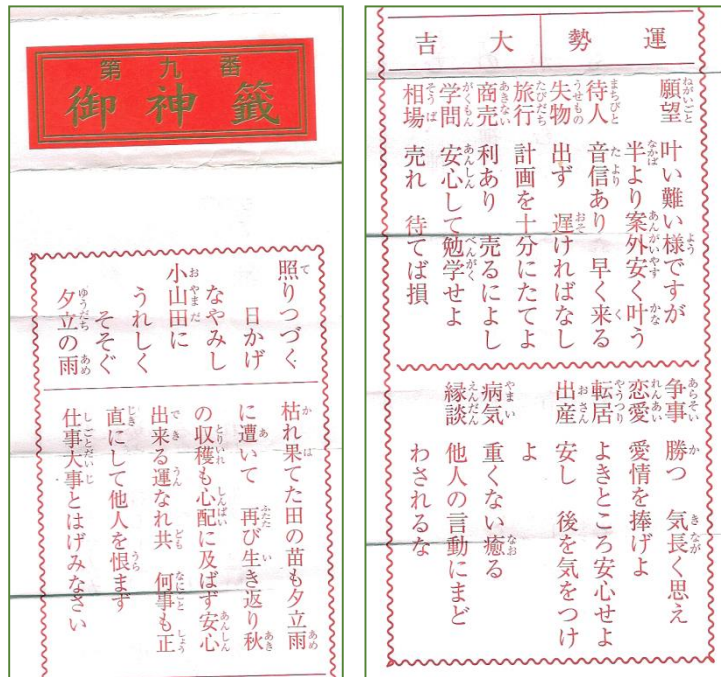 第九番
御神籤
照りつづく
日かげ
なやみし
小山田に
うれしく
そそぐ
夕立の雨
枯れ果てた田の苗も夕立雨
に遭いて 再び生き返り秋
の収穫も心配に及ばず安心
出来る運なれ共 何事も正
直にして他人を恨まず
仕事大事とはげみなさい
運勢 大吉
願望 叶い難い様ですが
半より案外安く叶う
待人 音信あり 早く来る
失物 出ず 遅ければなし
旅行 計画を十分にたてよ
商売 利あり 売るによし
学問 安心して勉学せよ
相場 売れ 待てば損
争事 勝つ 気長く思え
恋愛 愛情を捧げよ
転居 よきところ安心せよ
出産 安し 後を気をつけ
よ
病気 重くない癒る
縁談 他人の言動にまど
わされるな